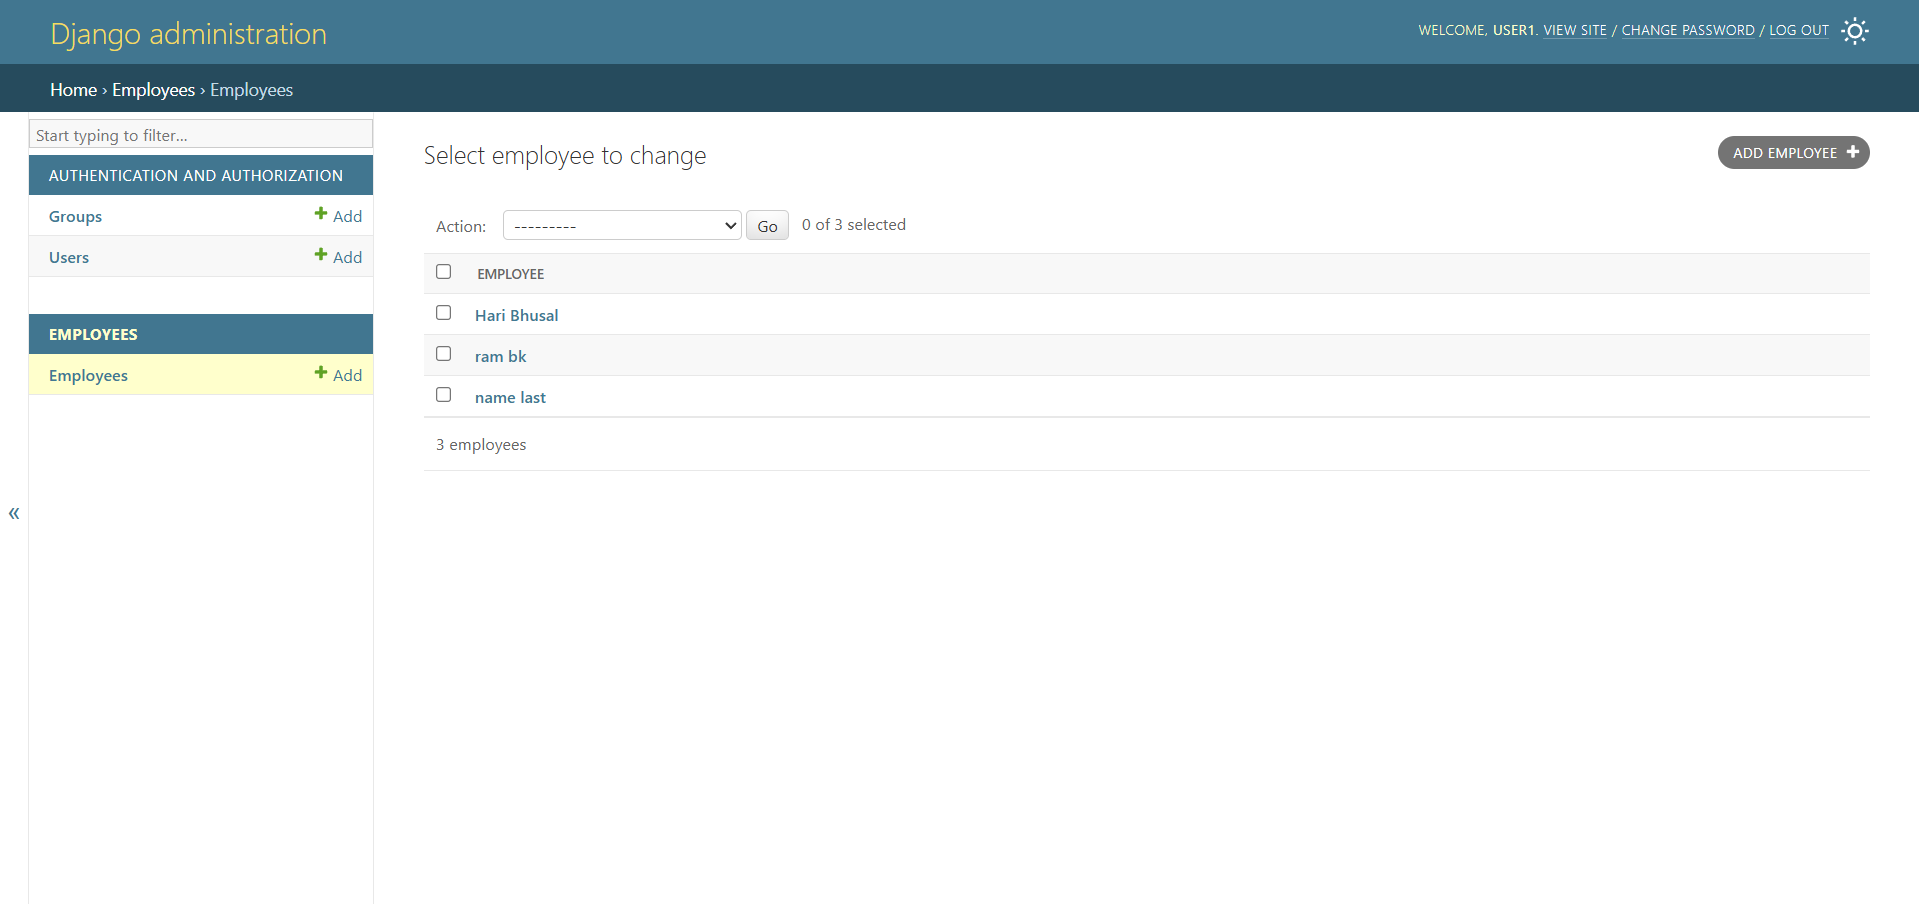 Django administration
WELCOME, USER1. VIEW SITE / CHANGE PASSWORD / LOG OUT
Home › Employees › Employees
Start typing to filter...
AUTHENTICATION AND AUTHORIZATION
Groups + Add
Users + Add
EMPLOYEES
Employees + Add
«
Select employee to change
ADD EMPLOYEE +
Action: --------- Go 0 of 3 selected
EMPLOYEE
Hari Bhusal
ram bk
name last
3 employees